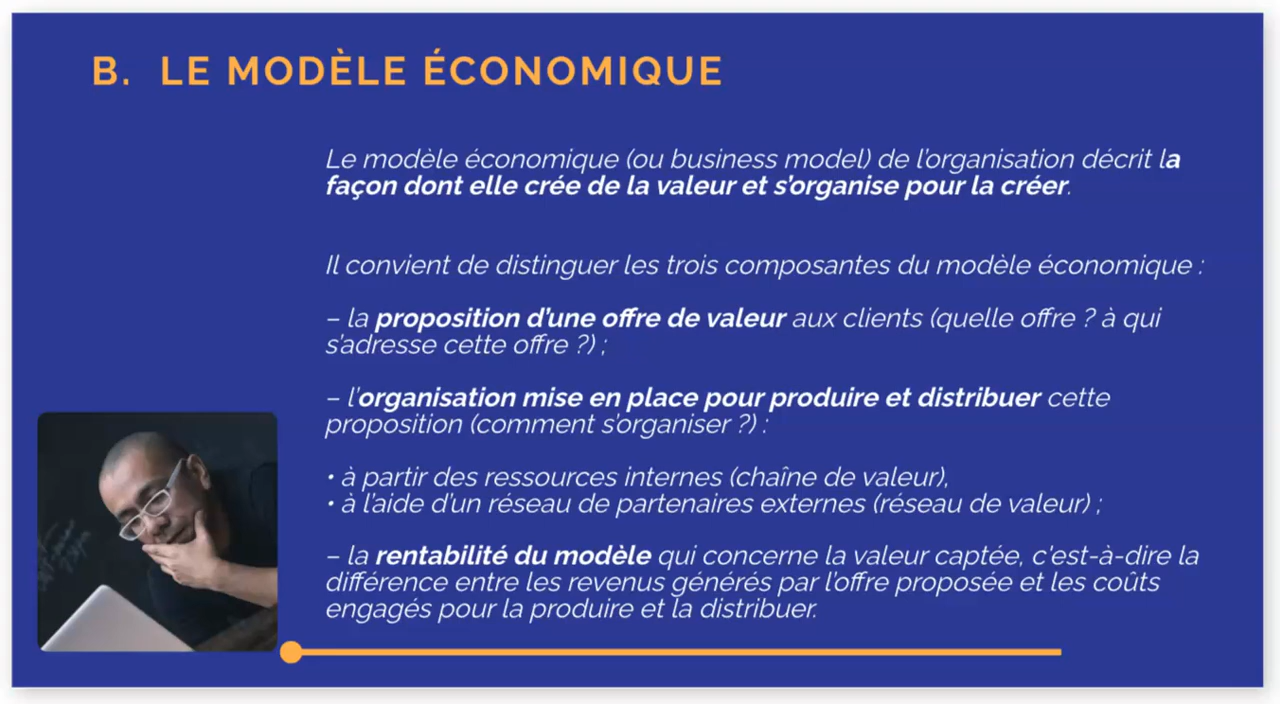 B. LE MODÈLE ÉCONOMIQUE
Le modèle économique (ou business model) de l'organisation décrit la
façon dont elle crée de la valeur et s'organise pour la créer.
Il convient de distinguer les trois composantes du modèle économique :
– la proposition d'une offre de valeur aux clients (quelle offre ? à qui
s'adresse cette offre ?) ;
– l'organisation mise en place pour produire et distribuer cette
proposition (comment s'organiser ?) :
• à partir des ressources internes (chaîne de valeur),
• à l'aide d'un réseau de partenaires externes (réseau de valeur) ;
– la rentabilité du modèle qui concerne la valeur captée, c'est-à-dire la
différence entre les revenus générés par l'offre proposée et les coûts
engagés pour la produire et la distribuer.